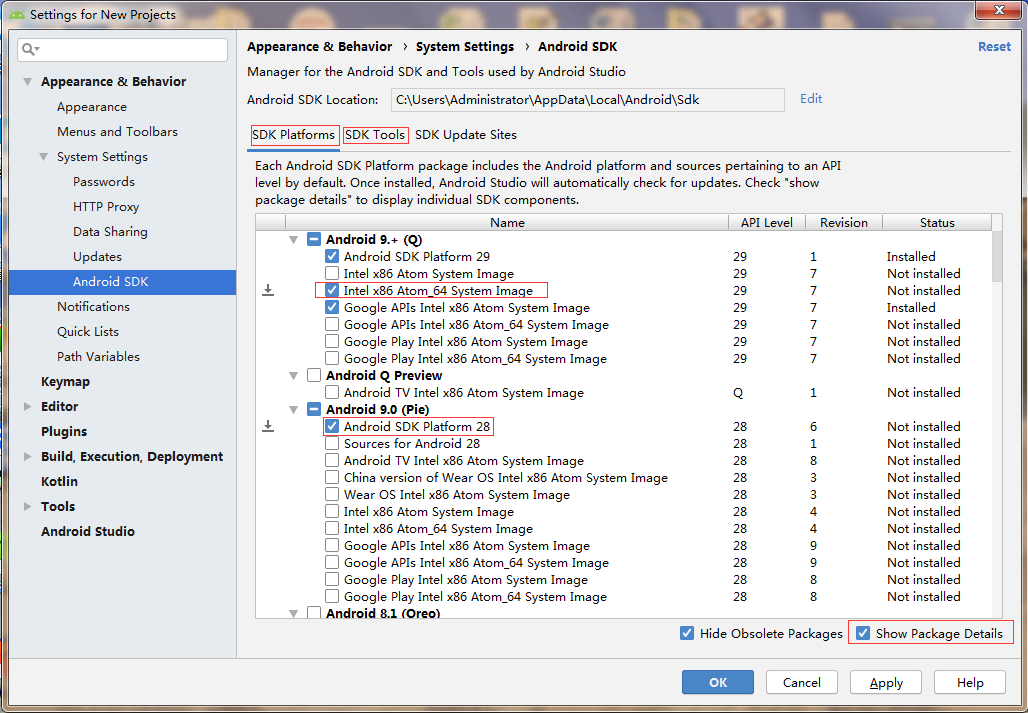 Settings for New Projects
Appearance & Behavior
Appearance
Menus and Toolbars
System Settings
Passwords
HTTP Proxy
Data Sharing
Updates
Android SDK
Notifications
Quick Lists
Path Variables
Keymap
Editor
Plugins
Build, Execution, Deployment
Kotlin
Tools
Android Studio
Appearance & Behavior › System Settings › Android SDK Reset
Manager for the Android SDK and Tools used by Android Studio
Android SDK Location: C:\Users\Administrator\AppData\Local\Android\Sdk Edit
SDK Platforms SDK Tools SDK Update Sites
Each Android SDK Platform package includes the Android platform and sources pertaining to an API
level by default. Once installed, Android Studio will automatically check for updates. Check "show
package details" to display individual SDK components.
Name API Level Revision Status
Android 9.+ (Q)
Android SDK Platform 29 29 1 Installed
Intel x86 Atom System Image 29 7 Not installed
Intel x86 Atom_64 System Image 29 7 Not installed
Google APIs Intel x86 Atom System Image 29 7 Installed
Google APIs Intel x86 Atom_64 System Image 29 7 Not installed
Google Play Intel x86 Atom System Image 29 7 Not installed
Google Play Intel x86 Atom_64 System Image 29 7 Not installed
Android Q Preview
Android TV Intel x86 Atom System Image Q 1 Not installed
Android 9.0 (Pie)
Android SDK Platform 28 28 6 Not installed
Sources for Android 28 28 1 Not installed
Android TV Intel x86 Atom System Image 28 8 Not installed
China version of Wear OS Intel x86 Atom System Image 28 3 Not installed
Wear OS Intel x86 Atom System Image 28 3 Not installed
Intel x86 Atom System Image 28 4 Not installed
Intel x86 Atom_64 System Image 28 4 Not installed
Google APIs Intel x86 Atom System Image 28 9 Not installed
Google APIs Intel x86 Atom_64 System Image 28 9 Not installed
Google Play Intel x86 Atom System Image 28 8 Not installed
Google Play Intel x86 Atom_64 System Image 28 8 Not installed
Android 8.1 (Oreo)
Hide Obsolete Packages Show Package Details
OK Cancel Apply Help